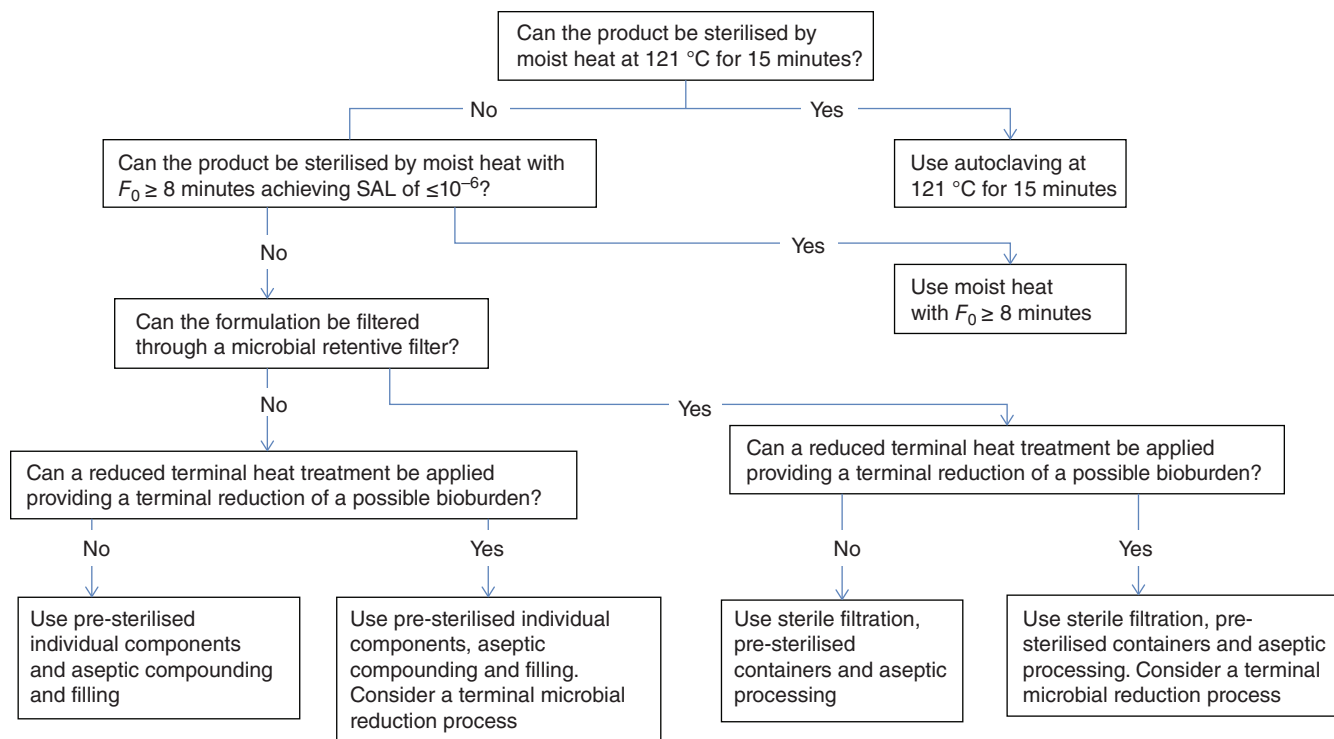 Can the product be sterilised by
moist heat at 121 °C for 15 minutes?
No
Yes
Can the product be sterilised by moist heat with
F₀ ≥ 8 minutes achieving SAL of ≤10⁻⁶?
Use autoclaving at
121 °C for 15 minutes
No
Yes
Use moist heat
with F₀ ≥ 8 minutes
Can the formulation be filtered
through a microbial retentive filter?
No
Yes
Can a reduced terminal heat treatment be applied
providing a terminal reduction of a possible bioburden?
Can a reduced terminal heat treatment be applied
providing a terminal reduction of a possible bioburden?
No
Yes
No
Yes
Use pre-sterilised
individual components
and aseptic compounding
and filling
Use pre-sterilised individual
components, aseptic
compounding and filling.
Consider a terminal microbial
reduction process
Use sterile filtration,
pre-sterilised
containers and aseptic
processing
Use sterile filtration, pre-
sterilised containers and aseptic
processing. Consider a terminal
microbial reduction process